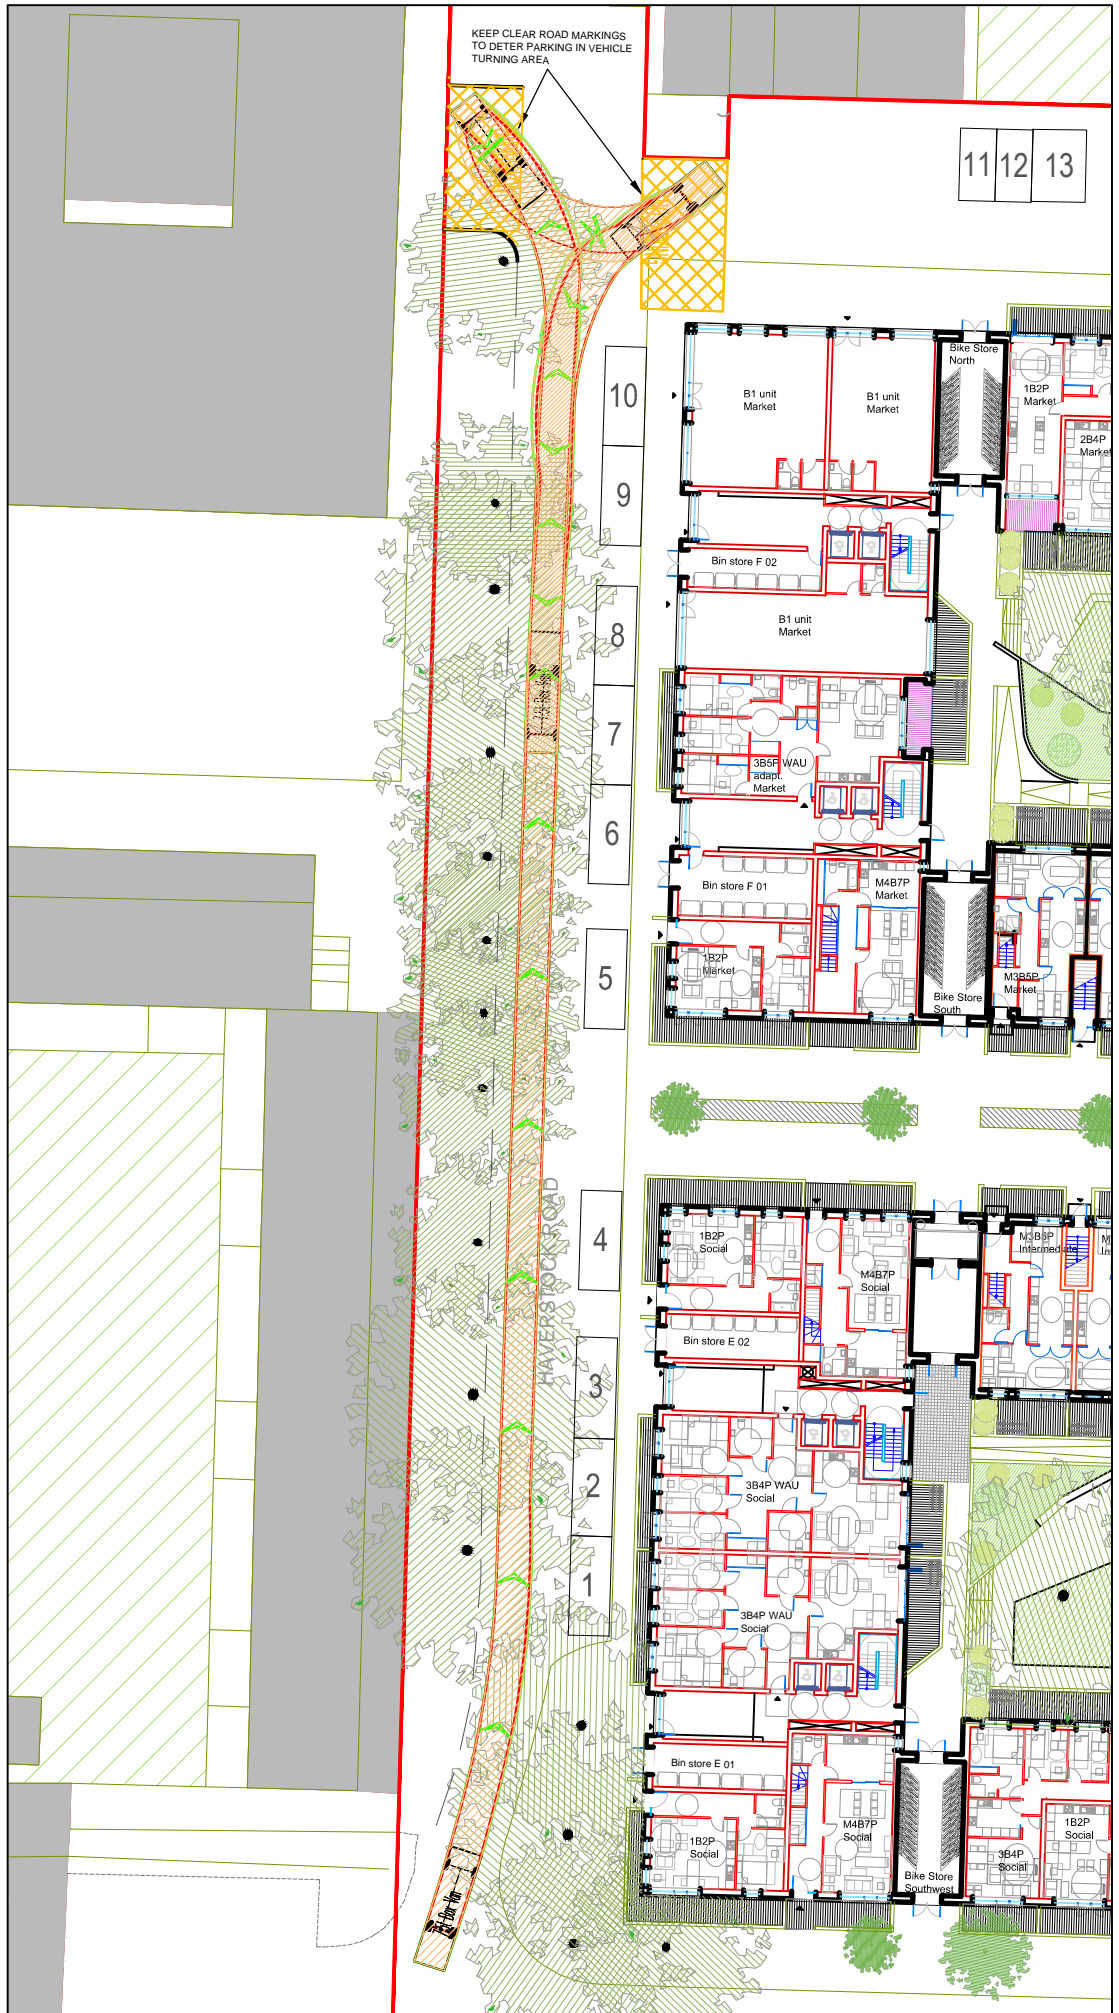 KEEP CLEAR ROAD MARKINGS
TO DETER PARKING IN VEHICLE
TURNING AREA
11
12
13
Bike Store
North
1B2P
Market
2B4P
Market
B1 unit
Market
B1 unit
Market
10
9
Bin store F 02
B1 unit
Market
8
7
3B5P WAU
adapt.
Market
6
Bin store F 01
M4B7P
Market
5
1B2P
Market
Bike Store
South
M3B5P
Market
HAVERSTOCK ROAD
4
1B2P
Social
M4B7P
Social
M3B5P
Intermediate
Bin store E 02
3
2
3B4P WAU
Social
1
3B4P WAU
Social
Bin store E 01
1B2P
Social
M4B7P
Social
Bike Store
Southwest
3B4P
Social
1B2P
Social